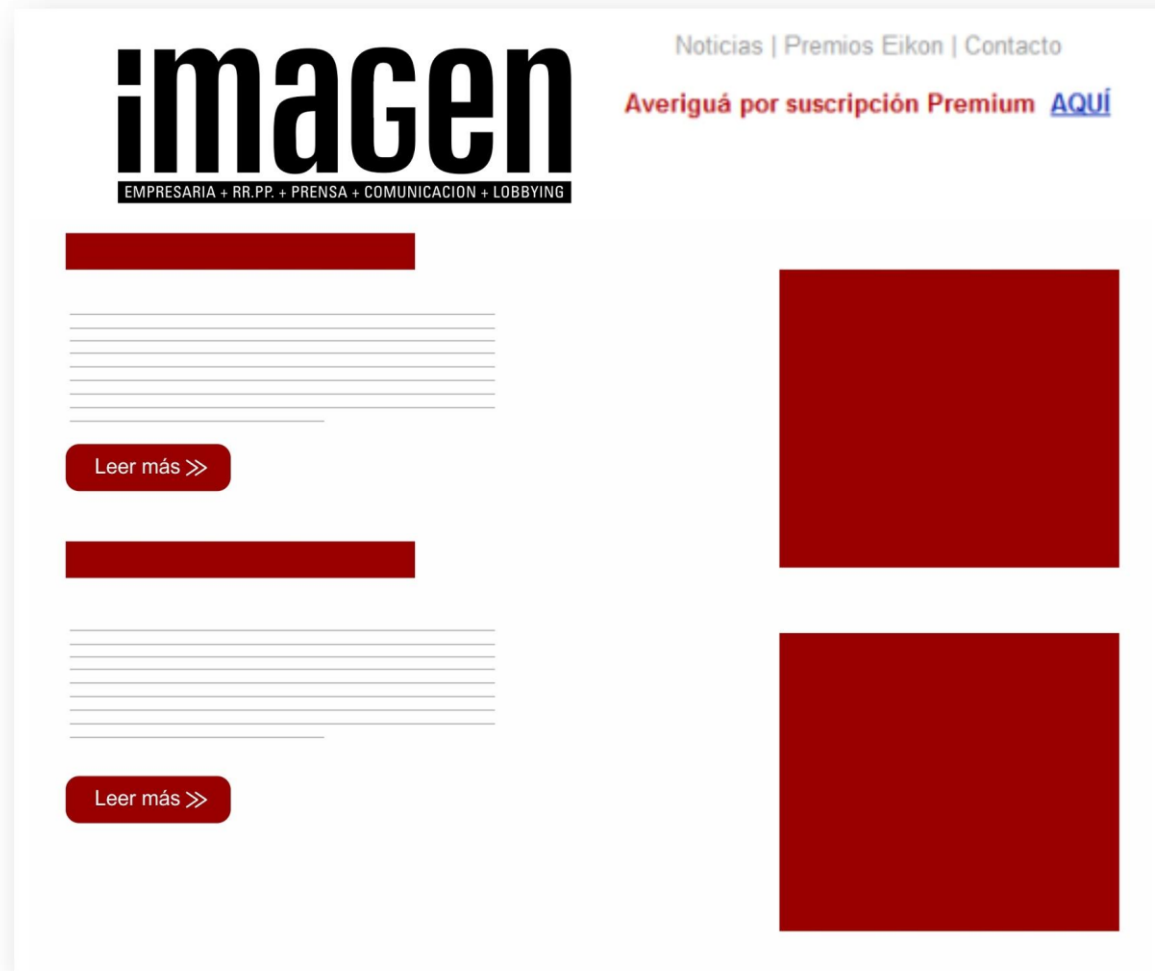 imagen
EMPRESARIA + RR.PP. + PRENSA + COMUNICACION + LOBBYING
Noticias | Premios Eikon | Contacto
Averiguá por suscripción Premium AQUÍ
Leer más >>
Leer más >>